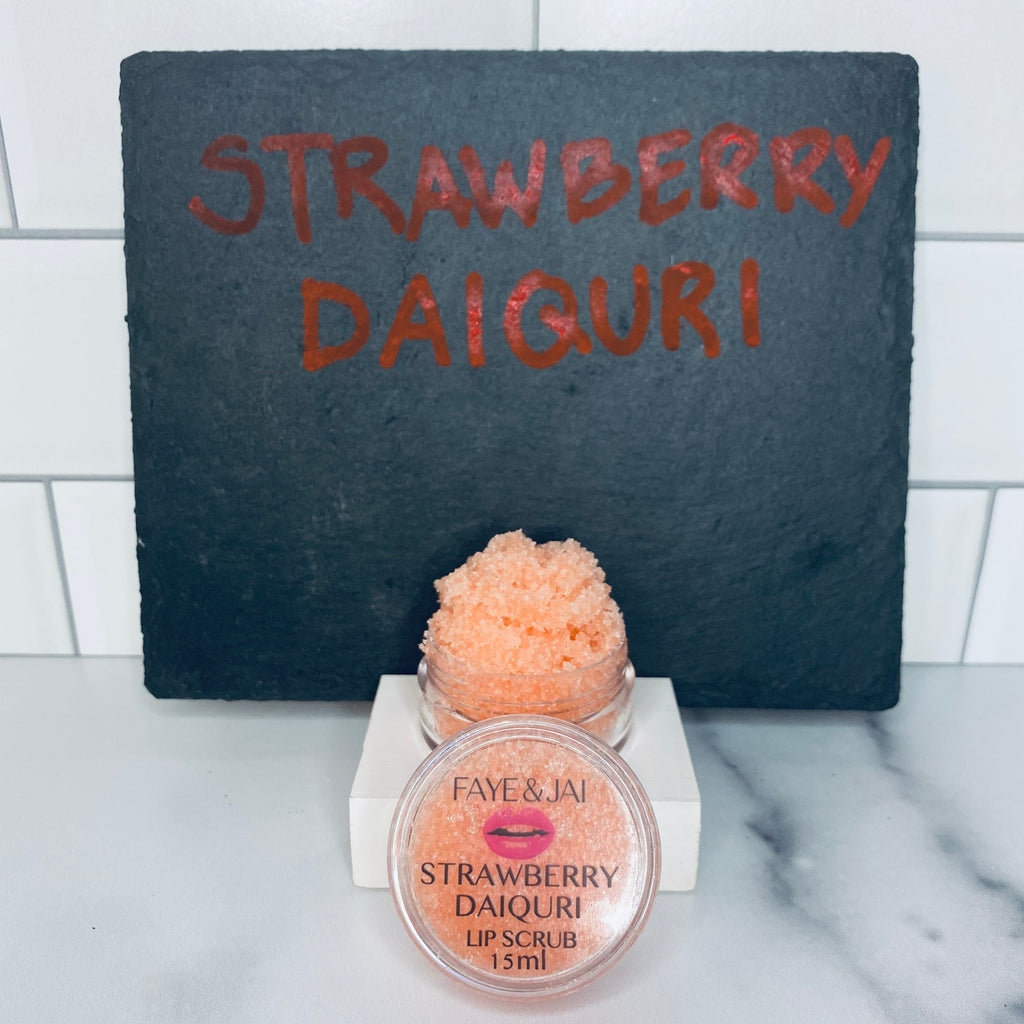 STRAWBERRY
DAIQURI
FAYE & JAI
STRAWBERRY
DAIQURI
LIP SCRUB
15ml